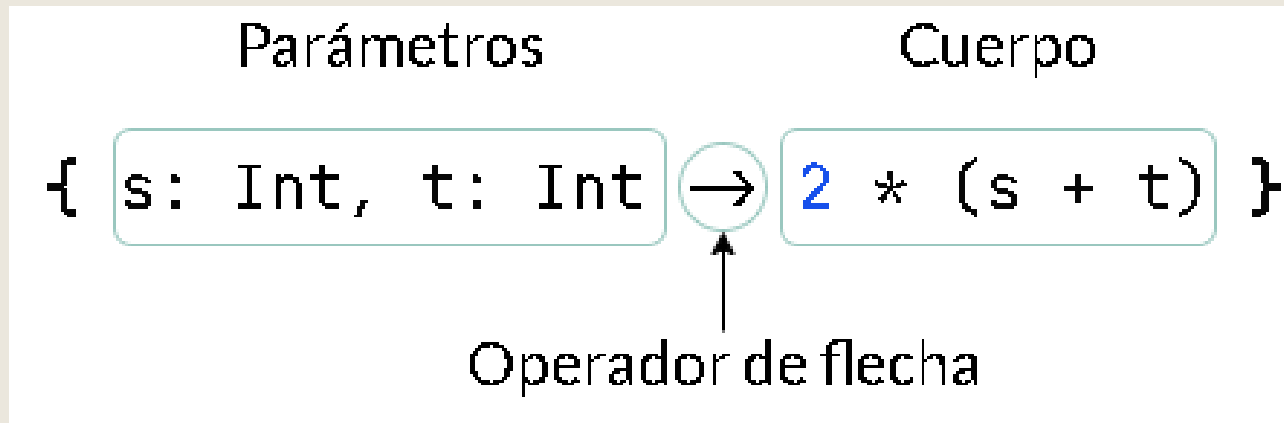 Parámetros Cuerpo
{ s: Int, t: Int → 2 * (s + t) }
Operador de flecha